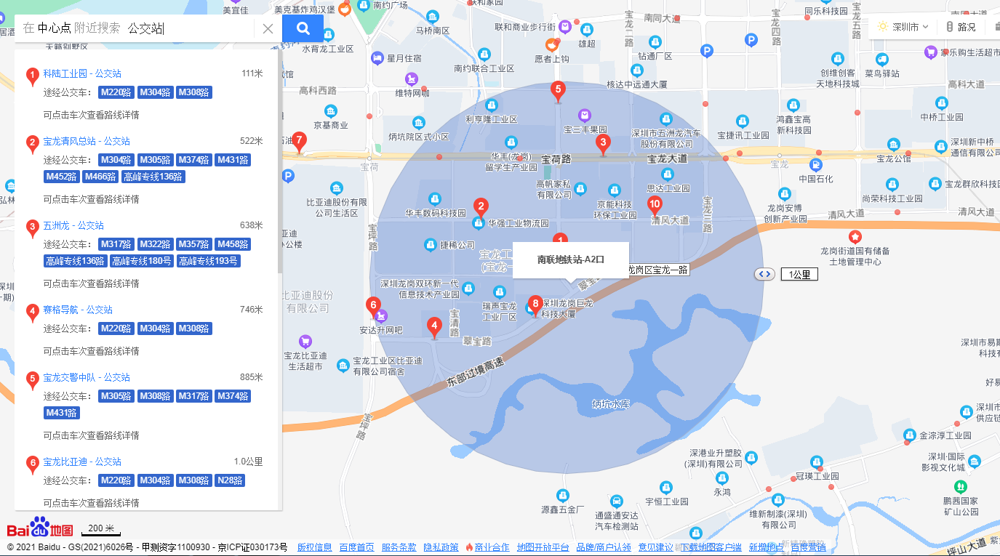 在 中心点 附近搜索 公交站
深圳市
路况
1
科陆工业园 - 公交站
111米
途经公交车: M220路 M304路 M308路
可点击车次查看路线详情
2
宝龙清风总站 - 公交站
522米
途经公交车: M304路 M305路 M374路 M431路
M452路 M466路 高峰专线136路
可点击车次查看路线详情
3
五洲龙 - 公交站
638米
途经公交车: M317路 M322路 M357路 M458路
高峰专线136路 高峰专线180号 高峰专线193号
可点击车次查看路线详情
4
赛格导航 - 公交站
746米
途经公交车: M220路 M304路 M308路
可点击车次查看路线详情
5
宝龙交警中队 - 公交站
885米
途经公交车: M305路 M308路 M317路 M374路
M431路
可点击车次查看路线详情
6
宝龙比亚迪 - 公交站
1.0公里
途经公交车: M220路 M304路 M308路 N28路
可点击车次查看路线详情
美宜佳
美克基炸鸡汉堡
南约广场
联和家园
马桥南区
水背龙工业区
天籁别墅区
联和商业步行街
雄超
愿者上钩
宝龙二路
南同大道
宝龙四路
同乐科技园
宝龙五路
钻通厂区
P
P
家乐购生活超市
星月住宿
南约联合工业区
核达中远通大厦
创维创客
天地科技城
菜鸟驿站
高科西路
维特网咖
高科大道
京基商业
炳坑院区式小区
利亨隆工业区
5
宝三丰果园
深圳市五洲龙汽车
股份有限公司
宝捷讯工业园
鸿鑫宝高
新科技园
中桥工业园
7
3
华丰(龙岗)
留学生产业园
宝荷路
宝龙大道
宝荷
宝龙
宝龙公馆
深圳新中桥
通信有限公司
P
中国石化
比亚迪股份有限
公司生活区
高帆家私
有限公司
京能科技
环保工业园
思达工业园
尚荣科技工业园
宝龙群欣科技园
龙岗安博
创新产业园
华丰数码科技园
2
华强工业物流园
10
清风大道
宝龙三路
清风大道
清风大道
宝坪路
捷稀公司
1
南联地铁站-A2口
龙岗区宝龙一路
1公里
龙岗街道国有储备
土地管理中心
深圳龙岗双环新一代
信息技术产业园
瑞声宝龙
工业厂区
8
深圳龙岗巨龙
科技大厦
比亚迪股份
有限公司
6
安达升网吧
4
宝清路
翠宝路
宝龙比亚迪
生活超市
宝龙工业区比亚迪
有限公司宿舍
东部过境高速
炳坑水库
宝坪路
金淙淳工业园
深港业升塑胶
(深圳)有限公司
冠瑛工业园
深圳·国际
影视文化城
永鸿
宇恒工业园
源鑫五金厂
通盛通安达
汽车检测站
维新制漆(深圳)
有限公司
鹏茜国家
矿山公园
坪山大道
Bai 地图
200 米
© 2021 Baidu - GS(2021)6026号 - 甲测资字1100930 - 京ICP证030173号 版权信息 百度首页 服务条款 隐私政策 商业合作 地图开放平台 品牌/商户认领 意见建议 下载地图客户端 新增地点 百度营销